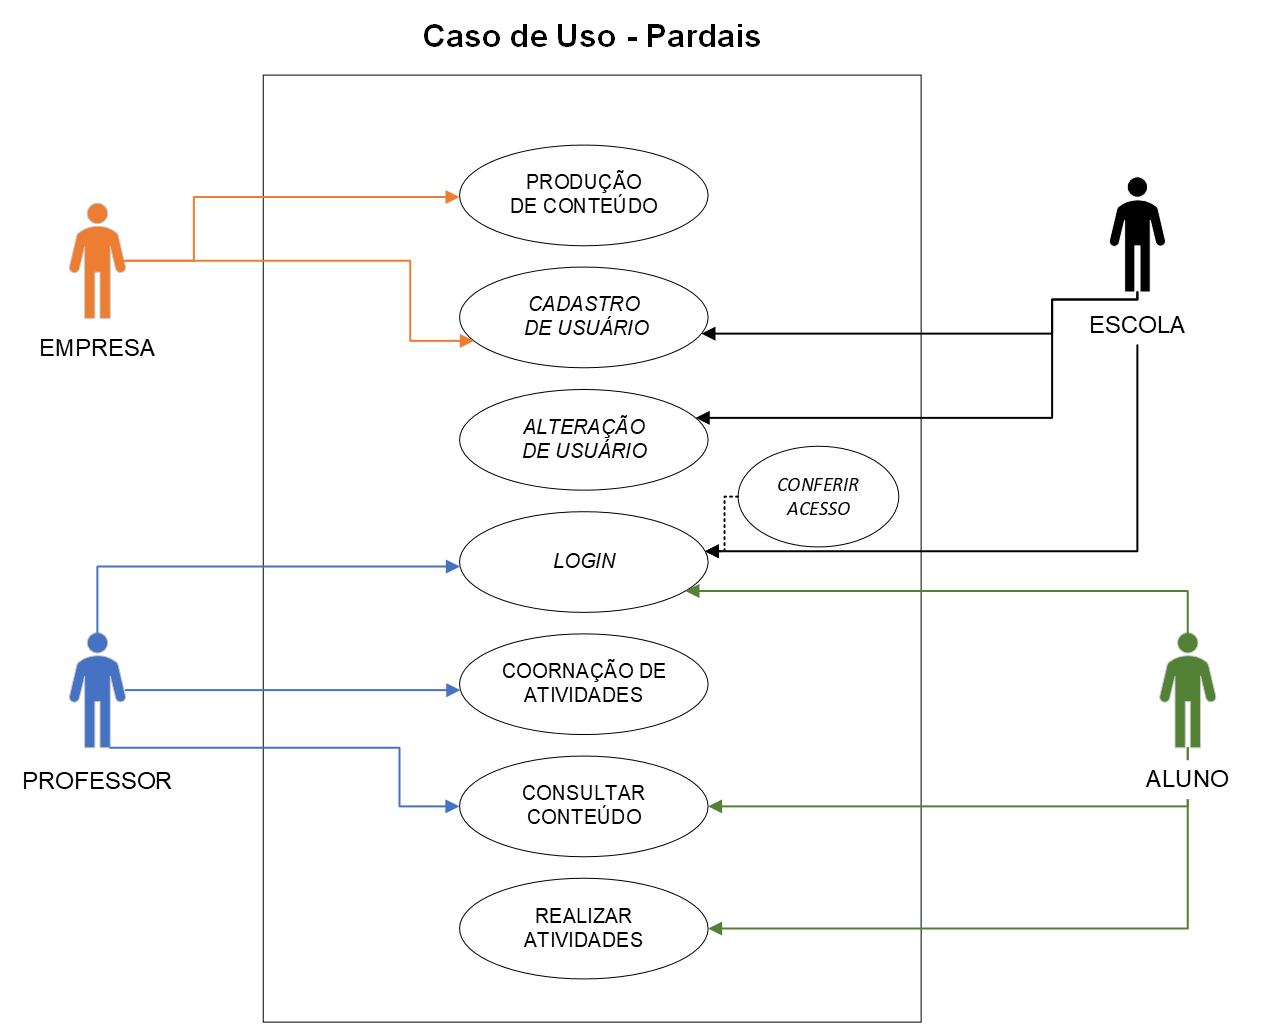 Caso de Uso - Pardais
PRODUÇÃO
DE CONTEÚDO
CADASTRO
DE USUÁRIO
EMPRESA
ESCOLA
ALTERAÇÃO
DE USUÁRIO
CONFERIR
ACESSO
LOGIN
COORNAÇÃO DE
ATIVIDADES
PROFESSOR
ALUNO
CONSULTAR
CONTEÚDO
REALIZAR
ATIVIDADES